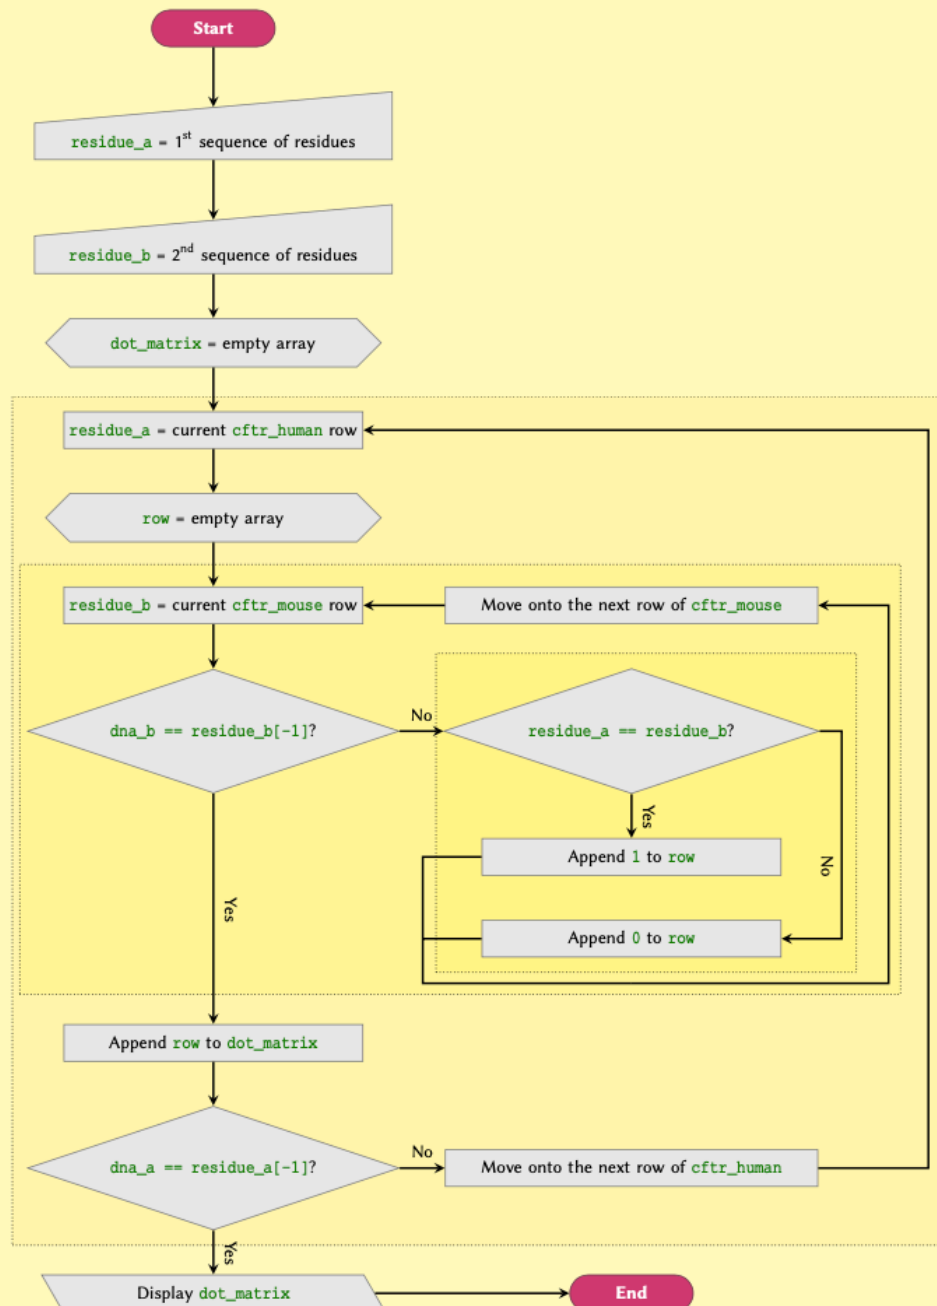 Start
residue_a = 1st sequence of residues
residue_b = 2nd sequence of residues
dot_matrix = empty array
residue_a = current cftr_human row
row = empty array
residue_b = current cftr_mouse row
Move onto the next row of cftr_mouse
dna_b == residue_b[-1]?
No
residue_a == residue_b?
Yes
Append 1 to row
No
Append 0 to row
Yes
Append row to dot_matrix
dna_a == residue_a[-1]?
No
Move onto the next row of cftr_human
Yes
Display dot_matrix
End